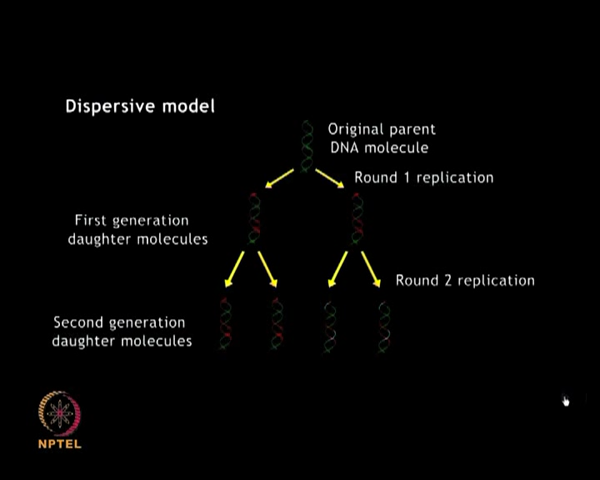 Dispersive model
Original parent
DNA molecule
Round 1 replication
First generation
daughter molecules
Round 2 replication
Second generation
daughter molecules
NPTEL